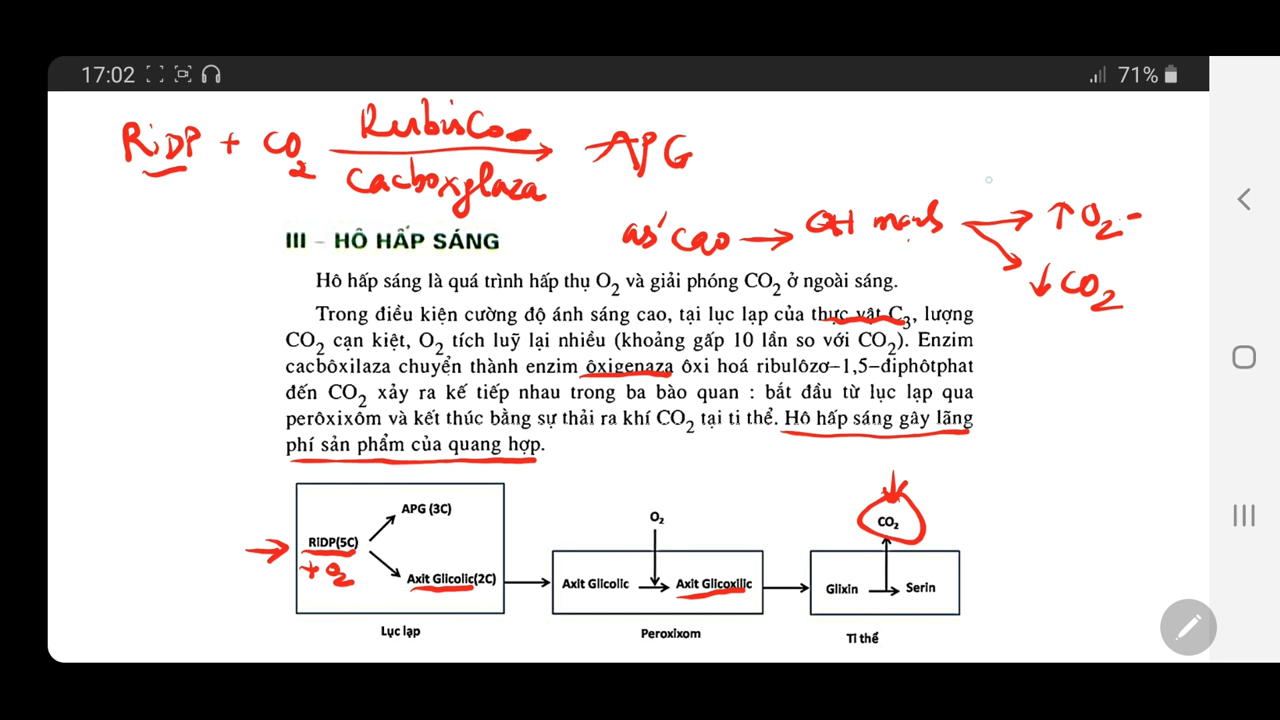 17:02
71%
RiDP + CO2 RubisCo APG
Cacboxylaza
as' cao → QH mạnh ↑O2
↓CO2
III – HÔ HẤP SÁNG
Hô hấp sáng là quá trình hấp thụ O2 và giải phóng CO2 ở ngoài sáng.
Trong điều kiện cường độ ánh sáng cao, tại lục lạp của thực vật C3, lượng
CO2 cạn kiệt, O2 tích luỹ lại nhiều (khoảng gấp 10 lần so với CO2). Enzim
cacbôxilaza chuyển thành enzim ôxigenaza ôxi hoá ribulôzơ–1,5–điphôtphat
đến CO2 xảy ra kế tiếp nhau trong ba bào quan : bắt đầu từ lục lạp qua
perôxixôm và kết thúc bằng sự thải ra khí CO2 tại ti thể. Hô hấp sáng gây lãng
phí sản phẩm của quang hợp.
APG (3C)
RiDP(5C)
+ O2
Axit Glicolic(2C)
Lục lạp
O2
Axit Glicolic → Axit Glicoxilic
Peroxixom
CO2
Glixin → Serin
Ti thể